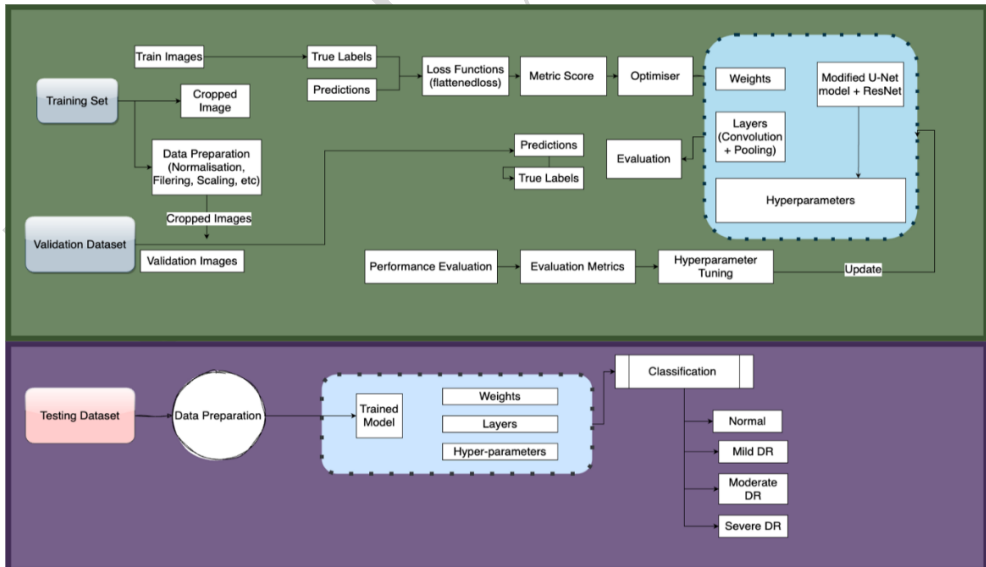 Train Images
True Labels
Predictions
Loss Functions
(flattenedloss)
Metric Score
Optimiser
Weights
Modified U-Net
model + ResNet
Training Set
Cropped
Image
Layers
(Convolution
+ Pooling)
Data Preparation
(Normalisation,
Filering, Scaling, etc)
Predictions
True Labels
Evaluation
Hyperparameters
Cropped Images
Validation Dataset
Validation Images
Performance Evaluation
Evaluation Metrics
Hyperparameter
Tuning
Update
Testing Dataset
Data Preparation
Trained
Model
Weights
Layers
Hyper-parameters
Classification
Normal
Mild DR
Moderate
DR
Severe DR